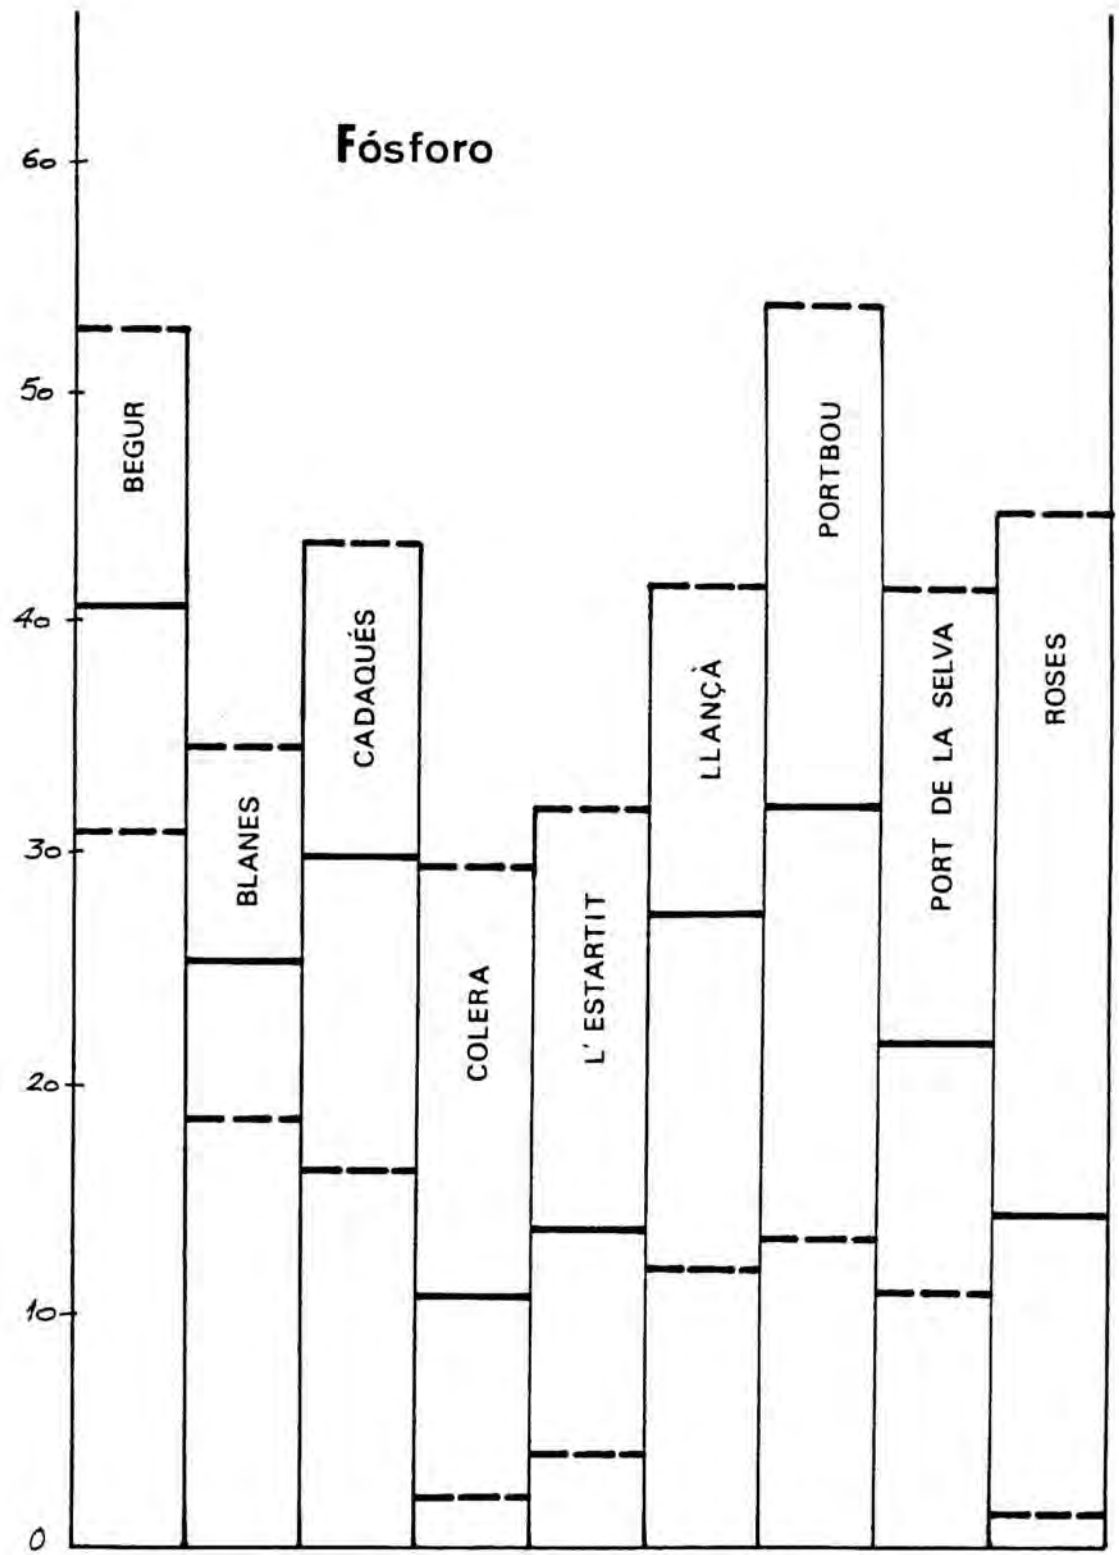 Fósforo
60
50
40
30
20
10
0
BEGUR
BLANES
CADAQUÉS
COLERA
L'ESTARTIT
LLANÇÀ
PORTBOU
PORT DE LA SELVA
ROSES